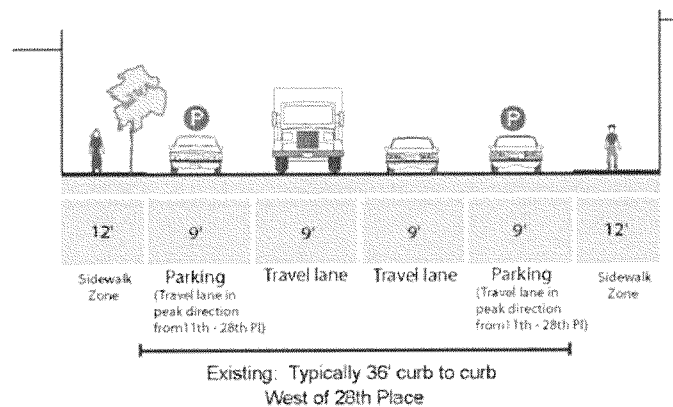 P
P
12' 9' 9' 9' 9' 12'
Sidewalk Zone
Parking
(Travel lane in
peak direction
from11th - 28th Pl)
Travel lane
Travel lane
Parking
(Travel lane in
peak direction
from11th - 28th Pl)
Sidewalk
Zone
Existing: Typically 36' curb to curb
West of 28th Place